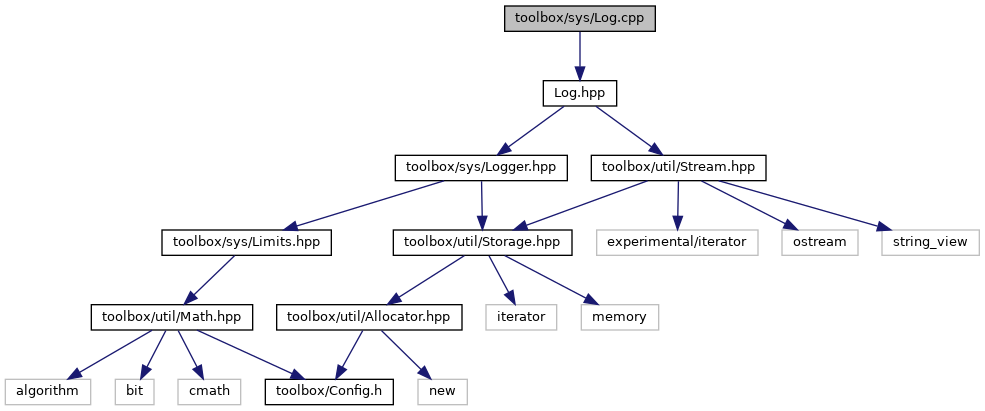 toolbox/sys/Log.cpp
Log.hpp
toolbox/sys/Logger.hpp
toolbox/util/Stream.hpp
toolbox/sys/Limits.hpp
toolbox/util/Storage.hpp
experimental/iterator
ostream
string_view
toolbox/util/Math.hpp
toolbox/util/Allocator.hpp
iterator
memory
algorithm
bit
cmath
toolbox/Config.h
new